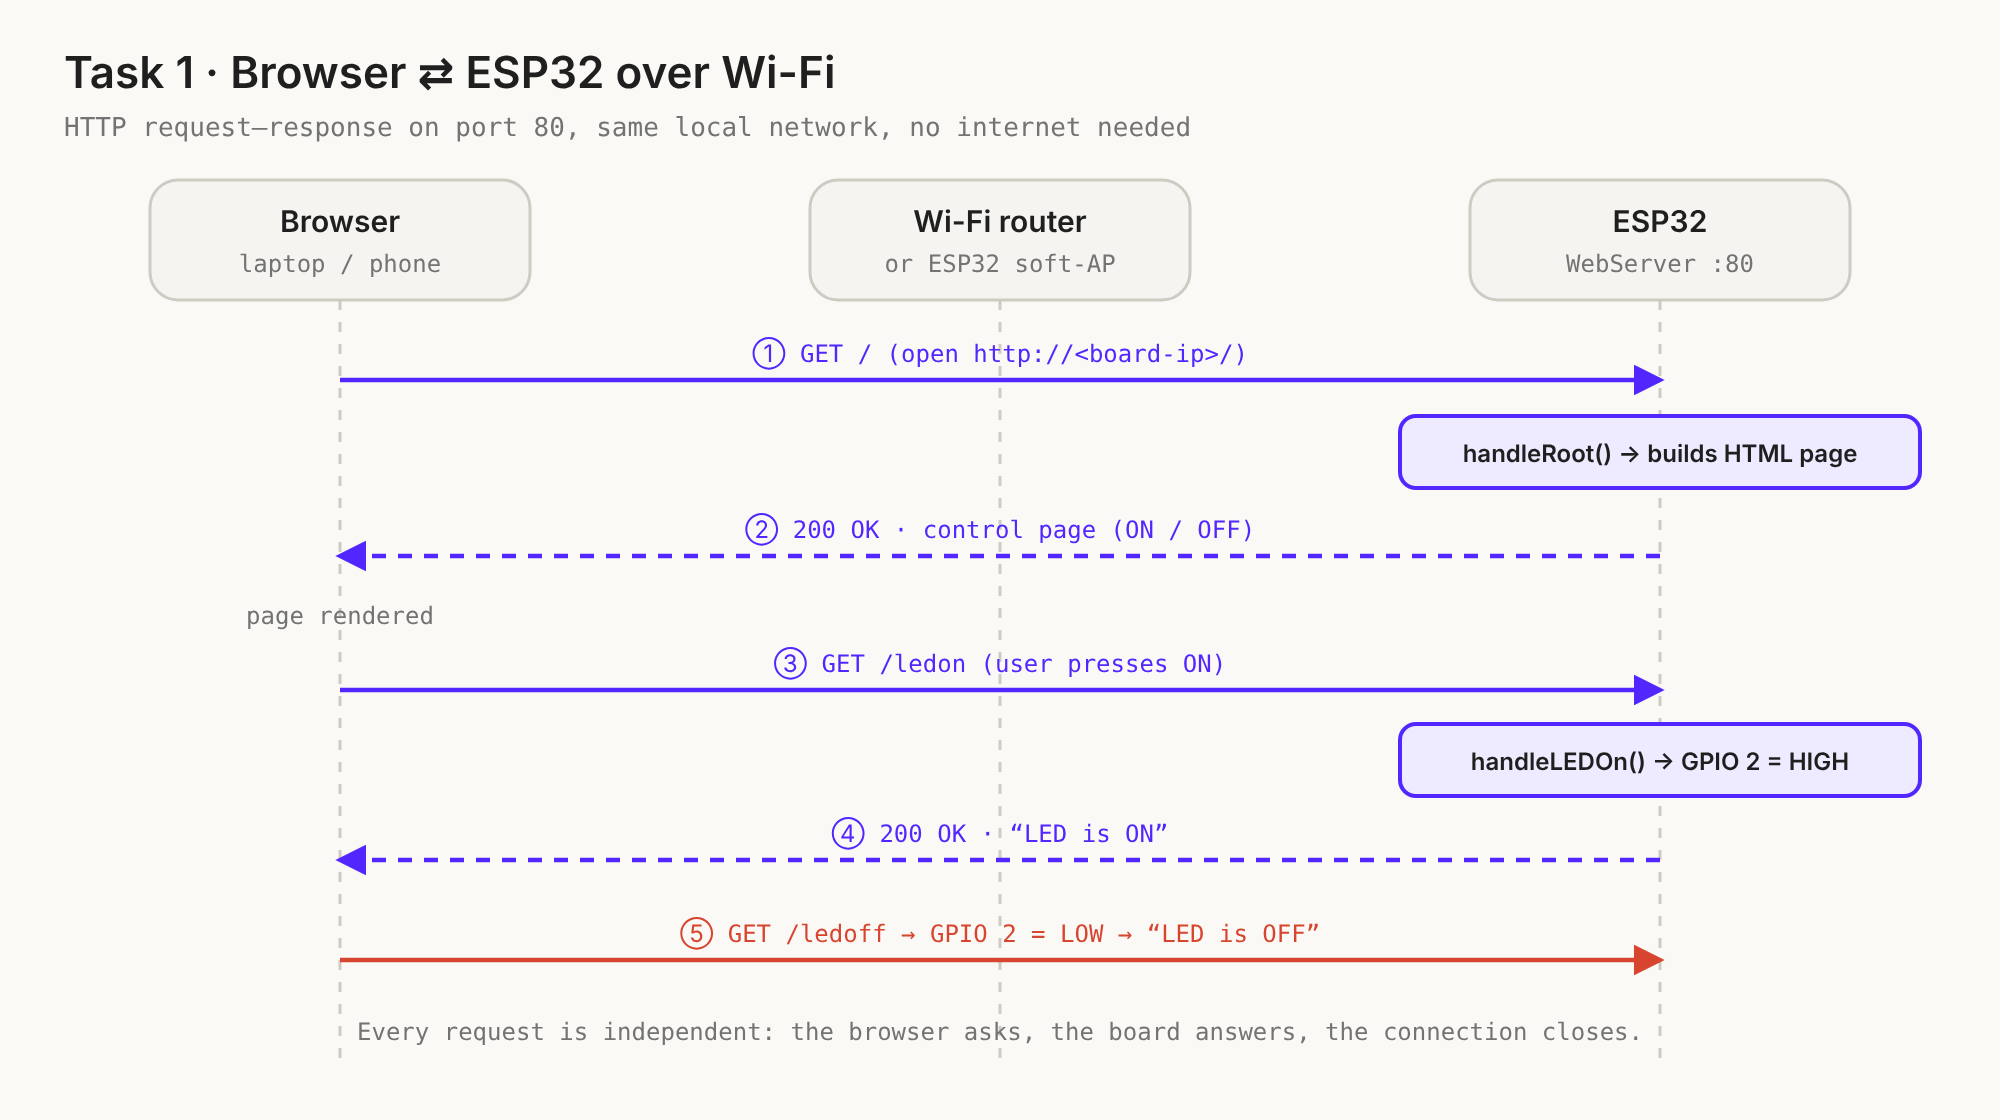 Task 1 · Browser ⇄ ESP32 over Wi-Fi
HTTP request–response on port 80, same local network, no internet needed
Browser
laptop / phone
Wi-Fi router
or ESP32 soft-AP
ESP32
WebServer :80
① GET / (open http://<board-ip>/)
handleRoot() → builds HTML page
② 200 OK · control page (ON / OFF)
page rendered
③ GET /ledon (user presses ON)
handleLEDOn() → GPIO 2 = HIGH
④ 200 OK · “LED is ON”
⑤ GET /ledoff → GPIO 2 = LOW → “LED is OFF”
Every request is independent: the browser asks, the board answers, the connection closes.